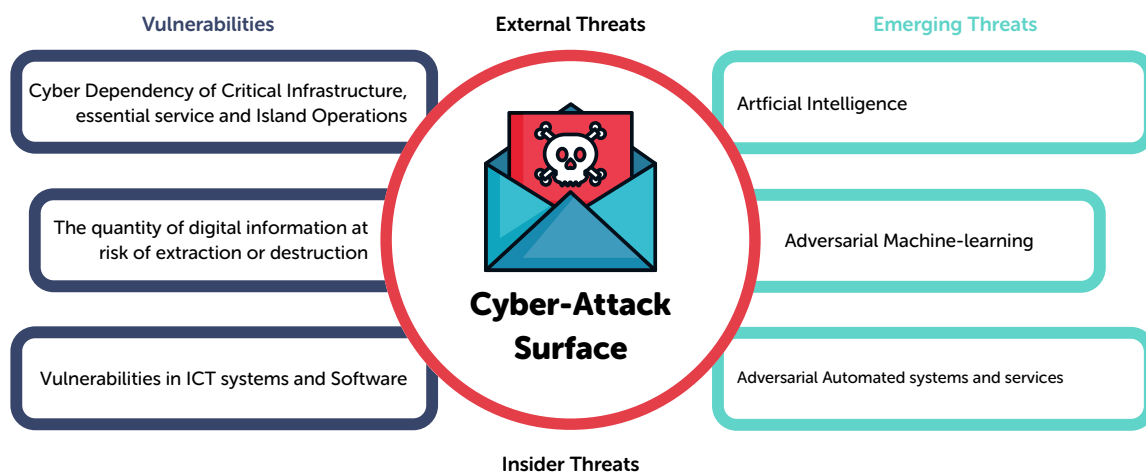 Vulnerabilities
External Threats
Emerging Threats
Cyber Dependency of Critical Infrastructure,
essential service and Island Operations
The quantity of digital information at
risk of extraction or destruction
Vulnerabilities in ICT systems and Software
Cyber-Attack
Surface
Artficial Intelligence
Adversarial Machine-learning
Adversarial Automated systems and services
Insider Threats